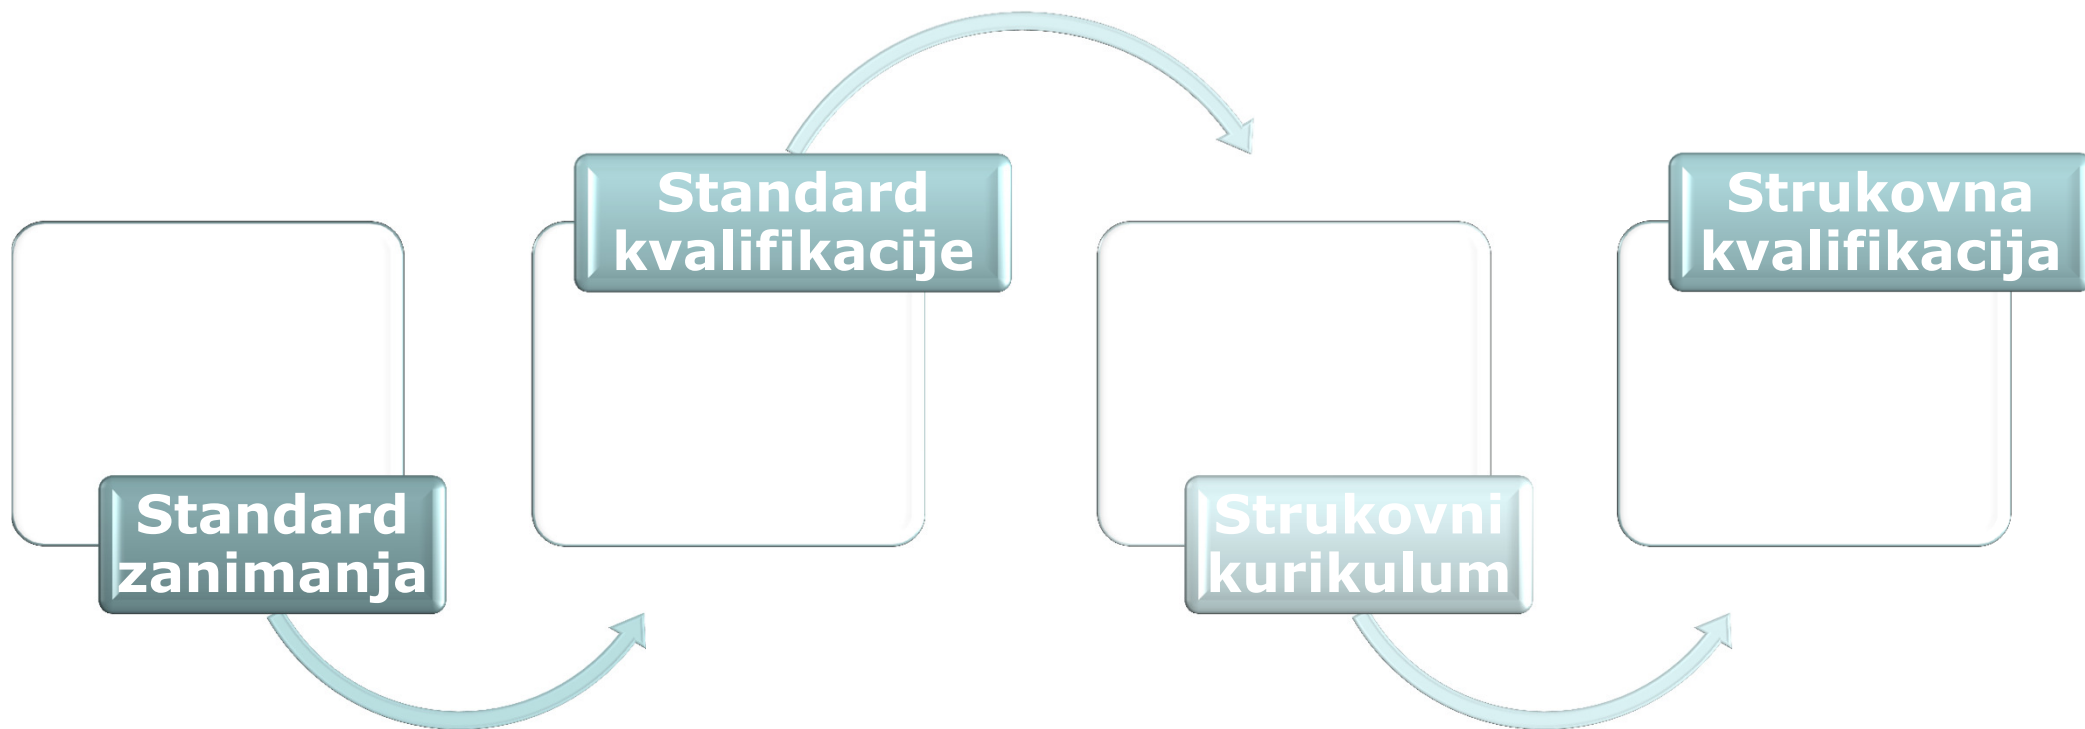 Standard
zanimanja
Standard
kvalifikacije
Strukovni
kurikulum
Strukovna
kvalifikacija